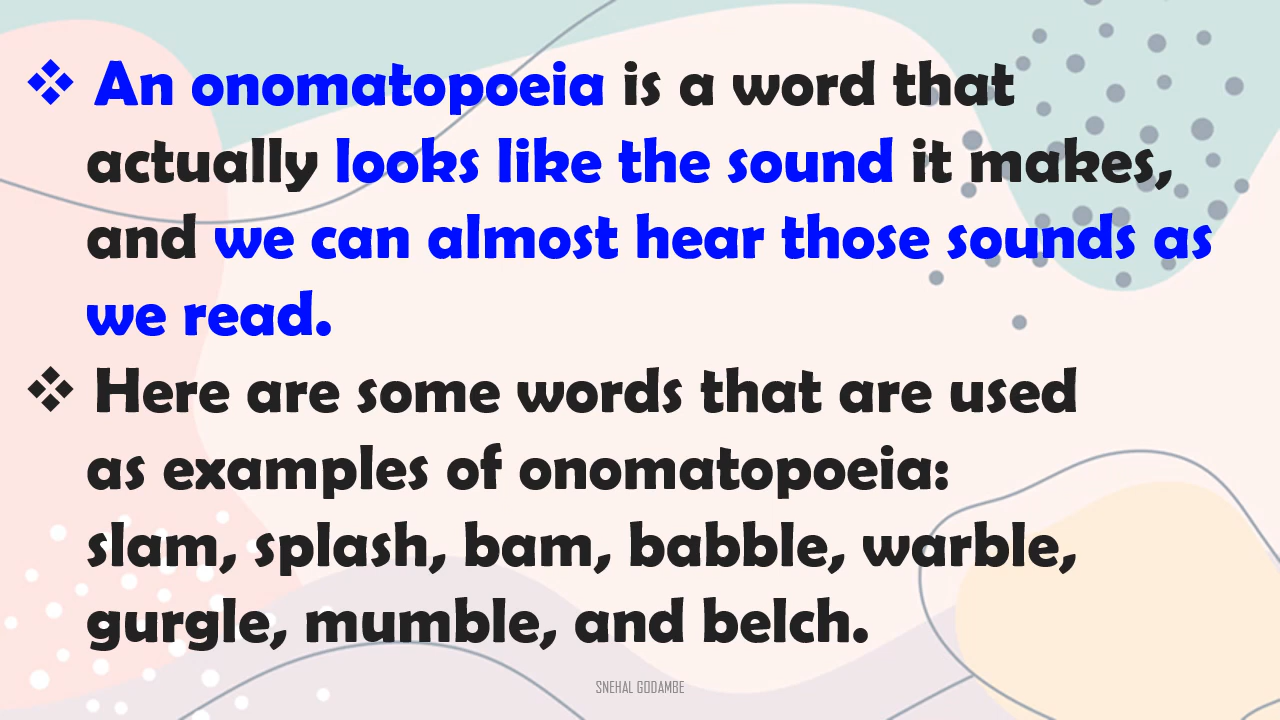 ❖ An onomatopoeia is a word that
actually looks like the sound it makes,
and we can almost hear those sounds as
we read.
❖ Here are some words that are used
as examples of onomatopoeia:
slam, splash, bam, babble, warble,
gurgle, mumble, and belch.
SNEHAL GODAMBE